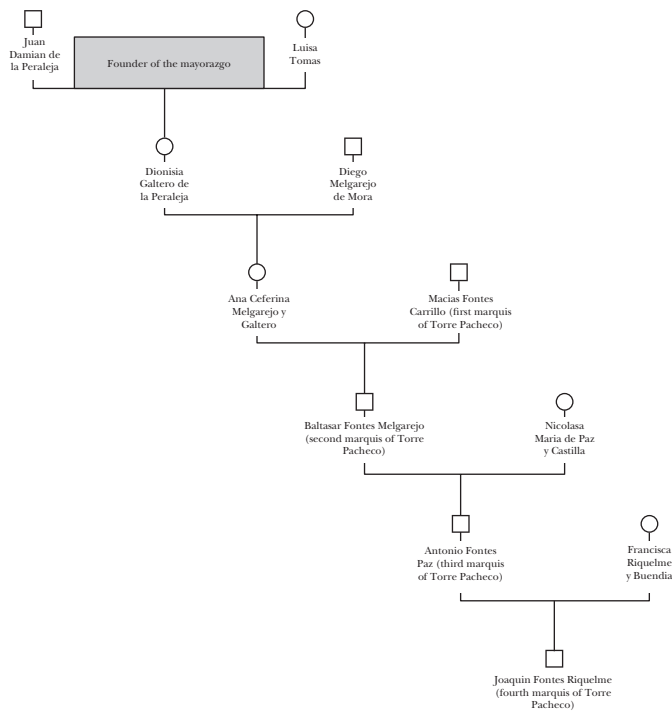 Juan
Damian de
la Peraleja
Founder of the mayorazgo
Luisa
Tomas
Dionisia
Galtero de
la Peraleja
Diego
Melgarejo
de Mora
Ana Ceferina
Melgarejo y
Galtero
Macias Fontes
Carrillo (first marquis
of Torre Pacheco)
Baltasar Fontes Melgarejo
(second marquis of Torre
Pacheco)
Nicolasa
Maria de Paz
y Castilla
Antonio Fontes
Paz (third marquis
of Torre Pacheco)
Francisca
Riquelme
y Buendia
Joaquin Fontes Riquelme
(fourth marquis of Torre
Pacheco)